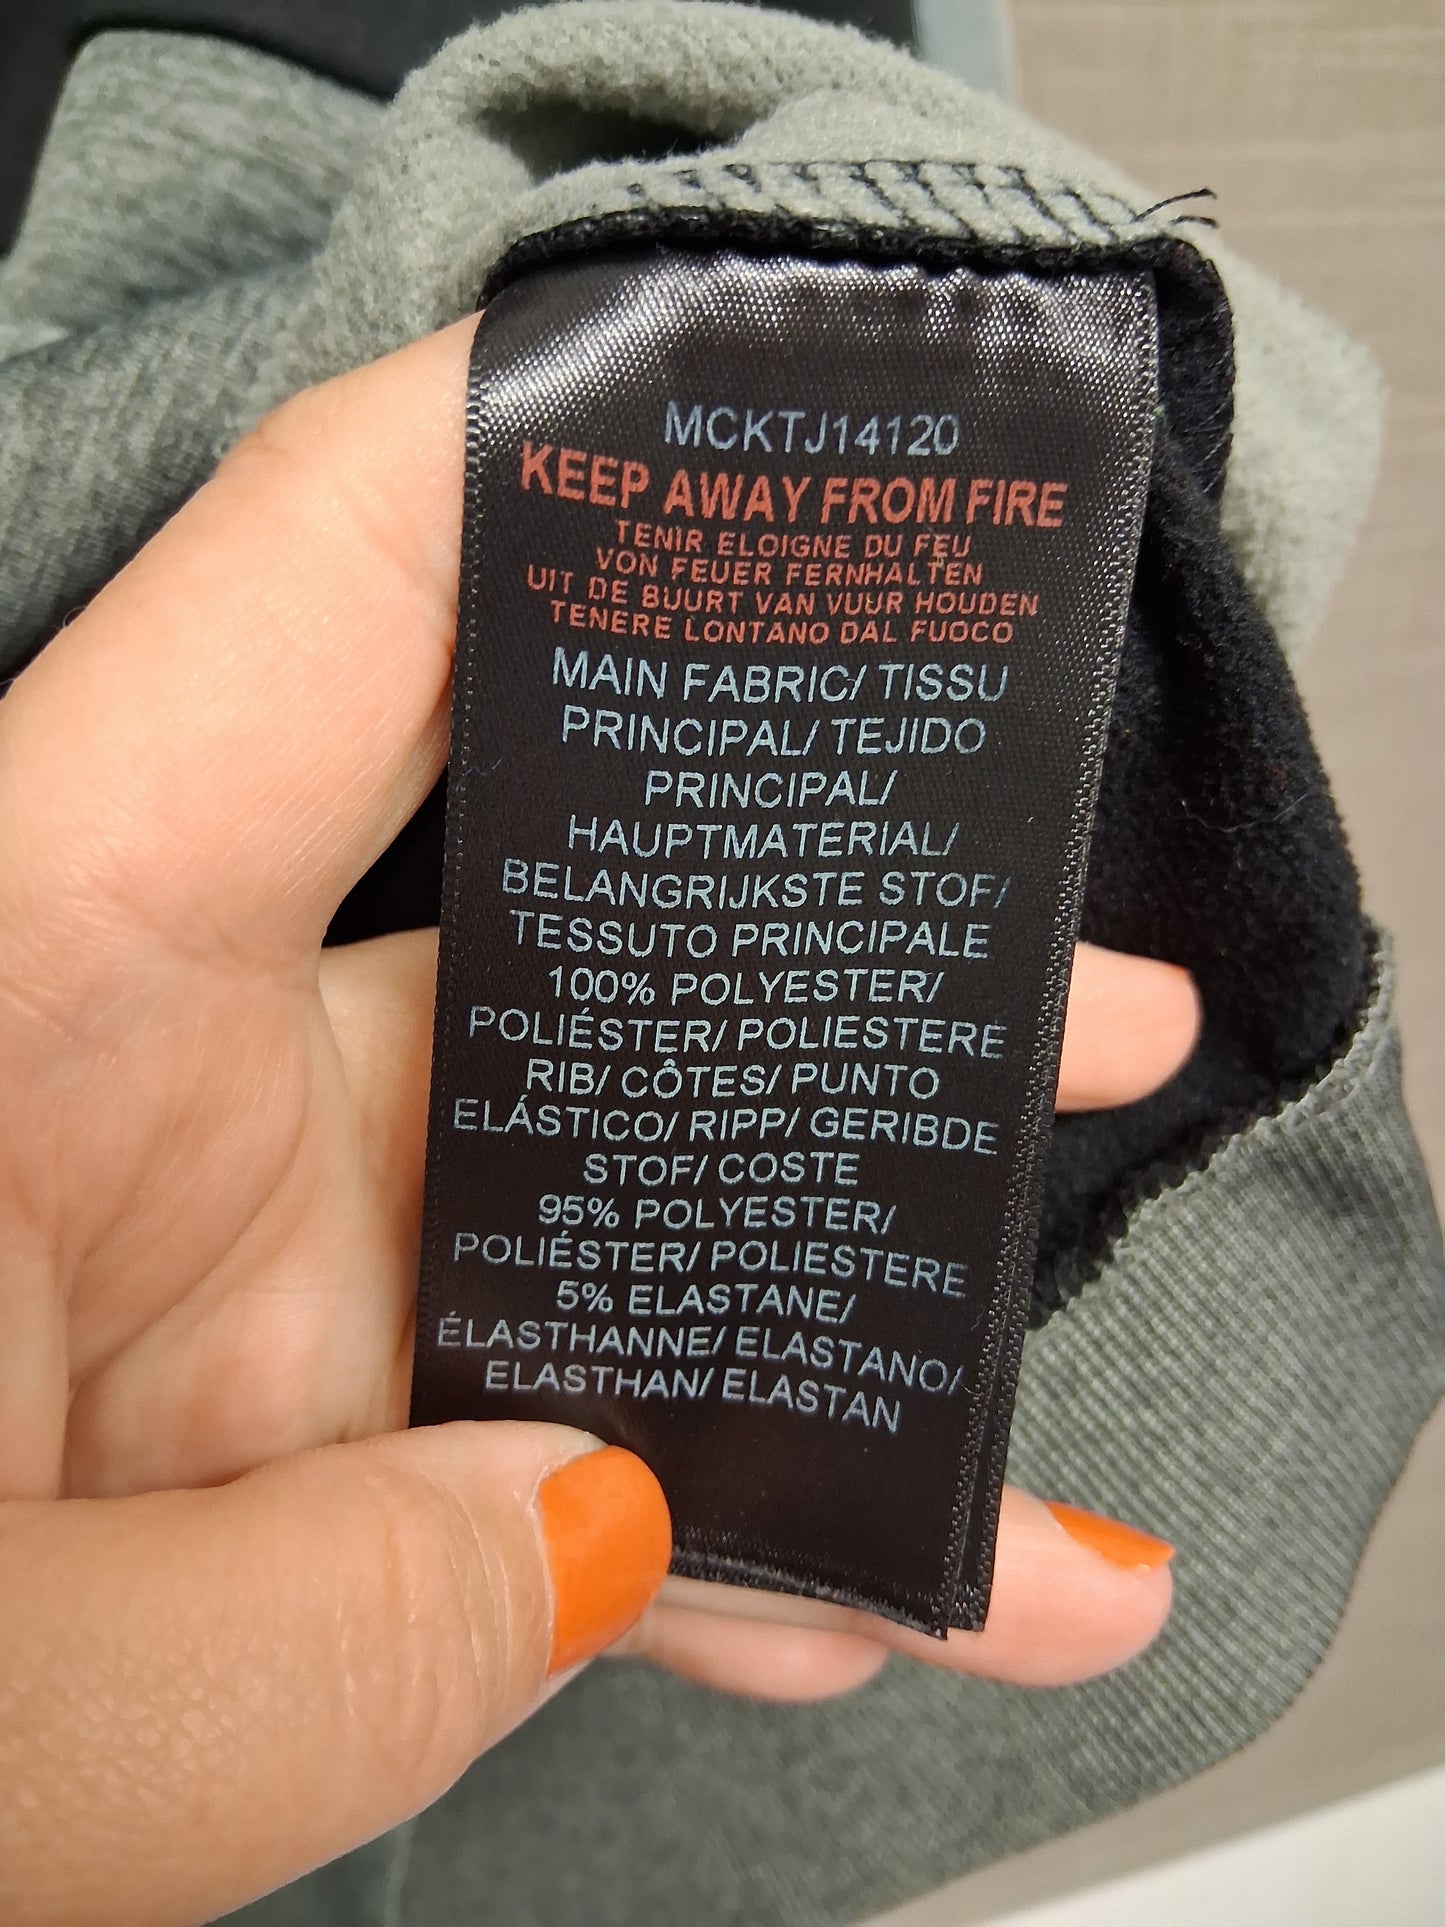 MCKTJ14120
KEEP AWAY FROM FIRE
TENIR ELOIGNE DU FEU
VON FEUER FERNHALTEN
UIT DE BUURT VAN VUUR HOUDEN
TENERE LONTANO DAL FUOCO
MAIN FABRIC/ TISSU
PRINCIPAL/ TEJIDO
PRINCIPAL/
HAUPTMATERIAL/
BELANGRIJKSTE STOF/
TESSUTO PRINCIPALE
100% POLYESTER/
POLIÉSTER/ POLIESTERE
RIB/ CÔTES/ PUNTO
ELÁSTICO/ RIPP/ GERIBDE
STOF/ COSTE
95% POLYESTER/
POLIÉSTER/ POLIESTERE
5% ELASTANE/
ÉLASTHANNE/ ELASTANO/
ELASTHAN/ ELASTAN